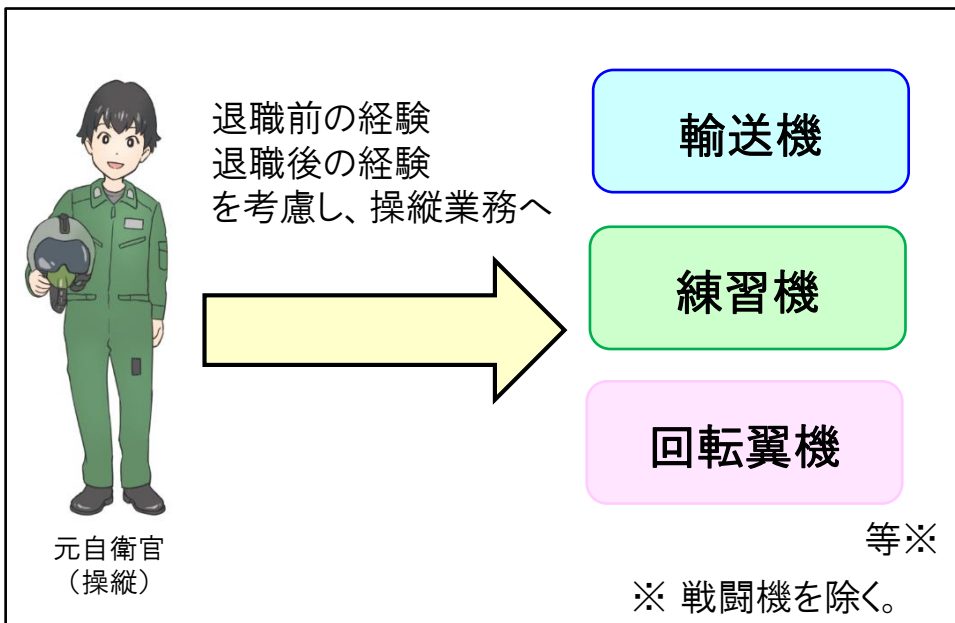 退職前の経験
退職後の経験
を考慮し、操縦業務へ
輸送機
練習機
回転翼機
等※
※ 戦闘機を除く。
元自衛官
（操縦）